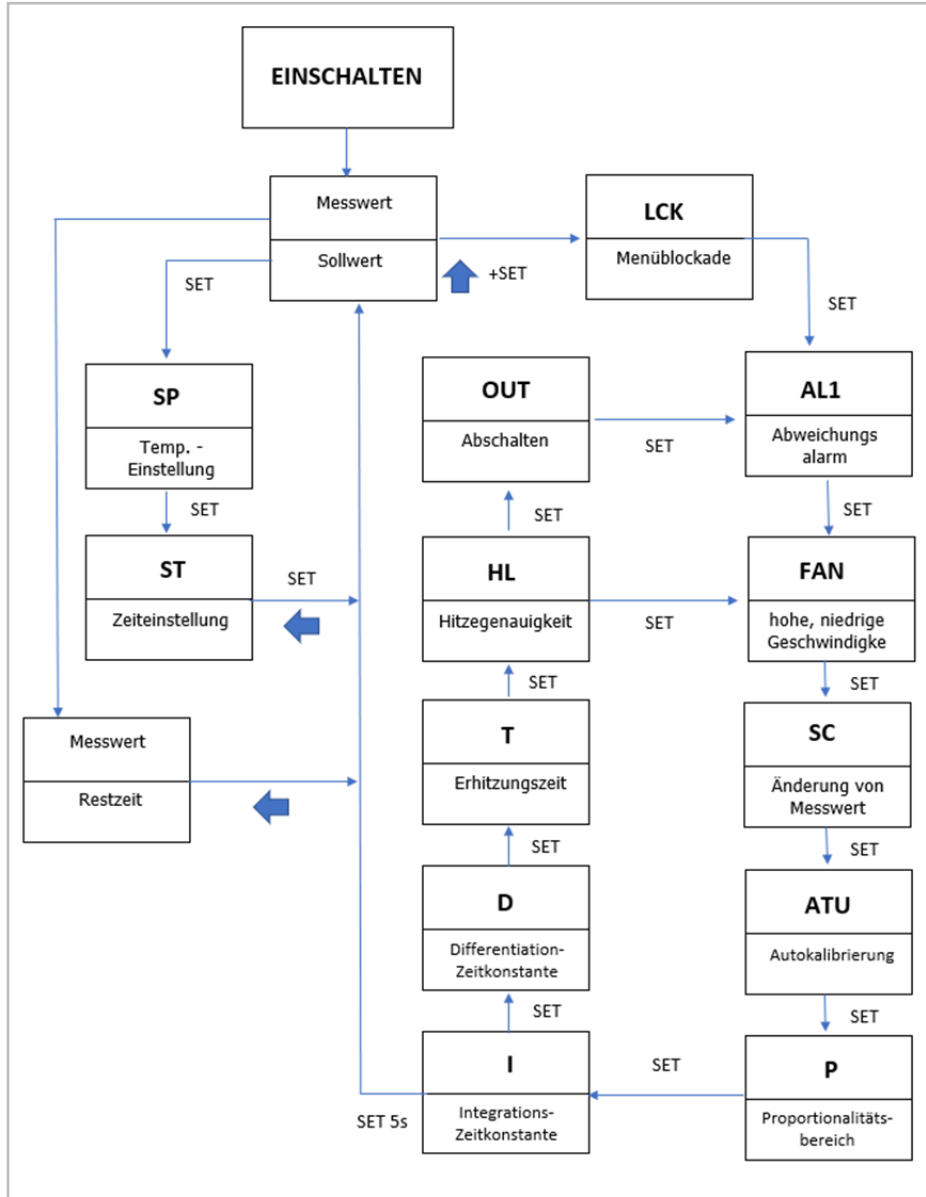 EINSCHALTEN
Messwert
Sollwert
LCK
Menüblockade
SET
+SET
SET
SP
Temp. -
Einstellung
OUT
Abschalten
SET
AL1
Abweichungs
alarm
SET
SET
SET
ST
Zeiteinstellung
SET
HL
Hitzegenauigkeit
SET
FAN
hohe, niedrige
Geschwindigke
SET
SET
Messwert
Restzeit
T
Erhitzungszeit
SC
Änderung von
Messwert
SET
SET
D
Differentiation-
Zeitkonstante
ATU
Autokalibrierung
SET
SET
I
Integrations-
Zeitkonstante
SET
P
Proportionalitäts-
bereich
SET 5s